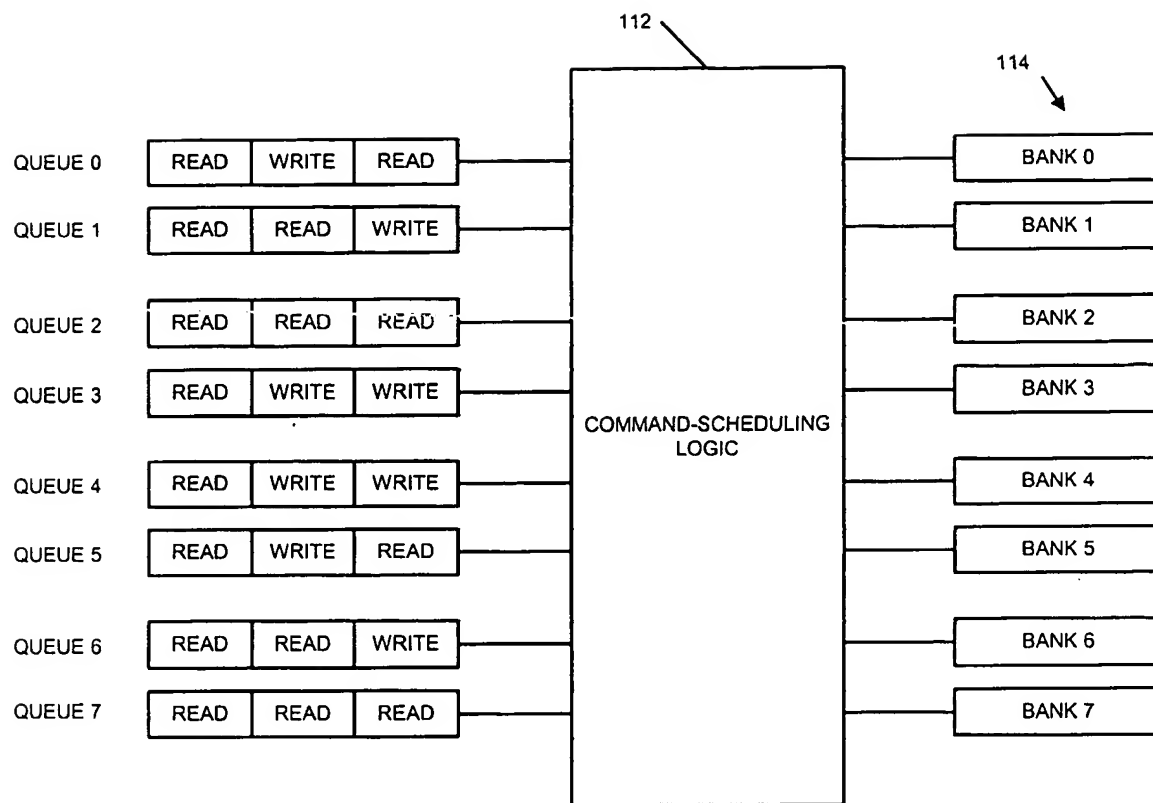 112
114
QUEUE 0 READ WRITE READ BANK 0
QUEUE 1 READ READ WRITE BANK 1
QUEUE 2 READ READ READ BANK 2
QUEUE 3 READ WRITE WRITE BANK 3
COMMAND-SCHEDULING
LOGIC
QUEUE 4 READ WRITE WRITE BANK 4
QUEUE 5 READ WRITE READ BANK 5
QUEUE 6 READ READ WRITE BANK 6
QUEUE 7 READ READ READ BANK 7